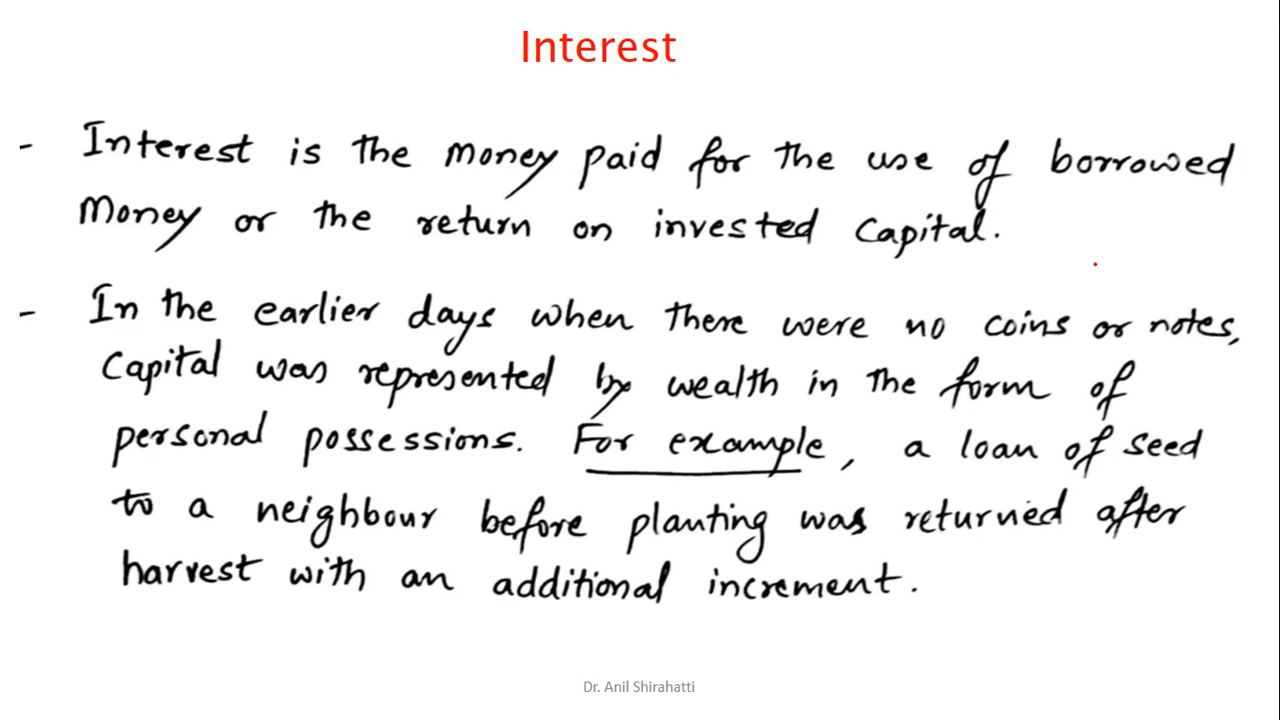 Interest
- Interest is the money paid for the use of borrowed
money or the return on invested capital.
- In the earlier days when there were no coins or notes,
capital was represented by wealth in the form of
personal possessions. For example, a loan of seed
to a neighbour before planting was returned after
harvest with an additional increment.
Dr. Anil Shirahatti